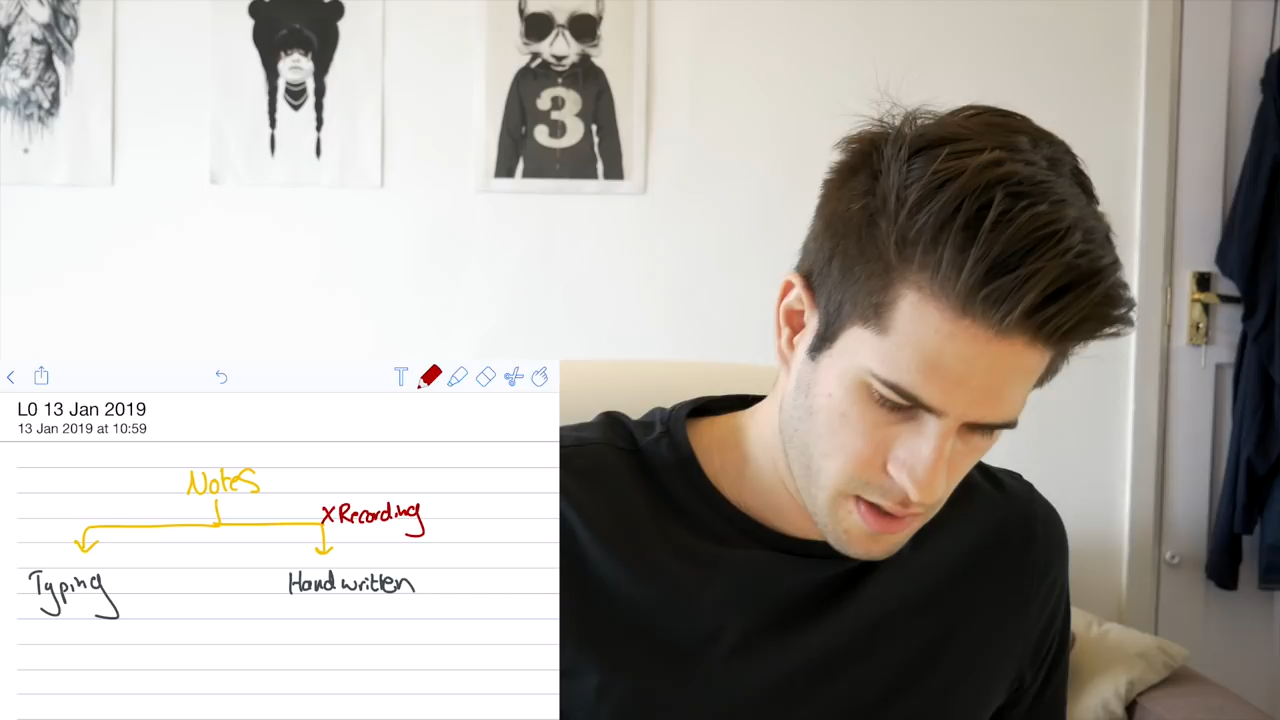 3
T
L0 13 Jan 2019
13 Jan 2019 at 10:59
Notes
X Recording
Typing
Handwritten